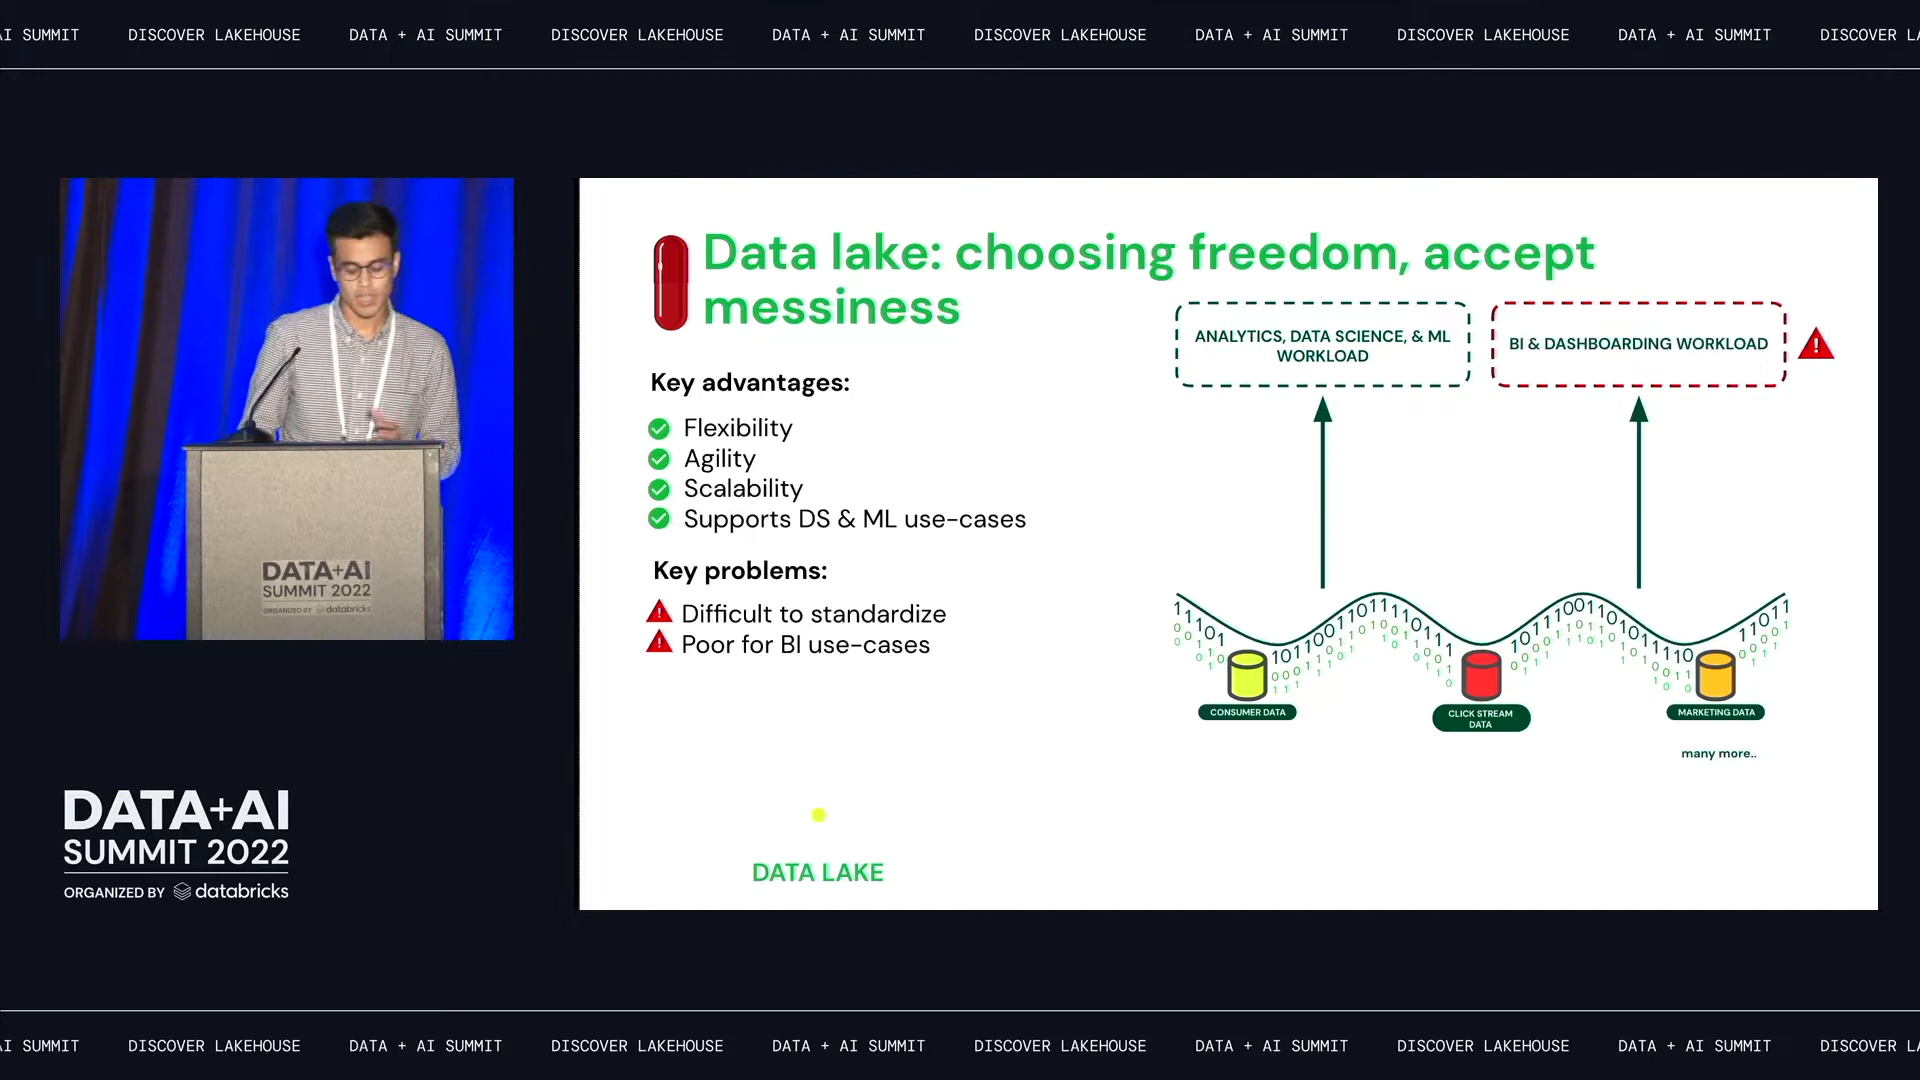 AI SUMMIT DISCOVER LAKEHOUSE DATA + AI SUMMIT DISCOVER LAKEHOUSE DATA + AI SUMMIT DISCOVER LAKEHOUSE DATA + AI SUMMIT DISCOVER LAKEHOUSE DATA + AI SUMMIT DISCOVER LA
Data lake: choosing freedom, accept
messiness
Key advantages:
Flexibility
Agility
Scalability
Supports DS & ML use-cases
Key problems:
Difficult to standardize
Poor for BI use-cases
ANALYTICS, DATA SCIENCE, & ML
WORKLOAD
BI & DASHBOARDING WORKLOAD
CONSUMER DATA
CLICK STREAM
DATA
MARKETING DATA
many more..
DATA LAKE
DATA+AI
SUMMIT 2022
ORGANIZED BY databricks
DATA+AI
SUMMIT 2022
ORGANIZED BY databricks
AI SUMMIT DISCOVER LAKEHOUSE DATA + AI SUMMIT DISCOVER LAKEHOUSE DATA + AI SUMMIT DISCOVER LAKEHOUSE DATA + AI SUMMIT DISCOVER LAKEHOUSE DATA + AI SUMMIT DISCOVER LA